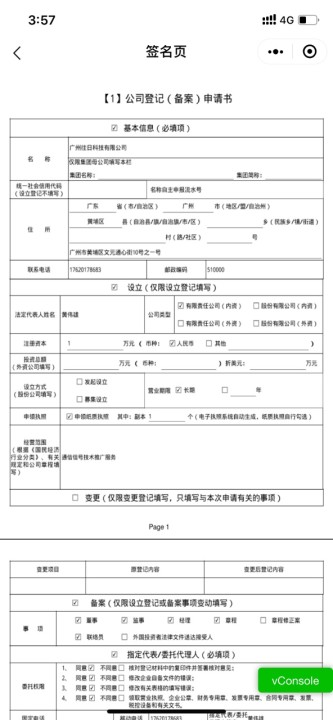 3:57
4G
签名页
【1】公司登记（备案）申请书
☑ 基本信息（必填项）
名 称
广州往日科技有限公司
仅限集团母公司填写本栏
集团名称： 集团简称：
统一社会信用代码
（设立登记不填写）
名称自主申报流水号
住 所
广东 省（市/自治区） 广州 市（地区/盟/自治州）
黄埔区 县（自治县/旗/自治旗/市/区） 乡（民族乡/镇/街道）
村（路/社区） 号
广州市黄埔区文元通心街10号之一号
联系电话 17620178683 邮政编码 510000
☑ 设立（仅限设立登记填写）
法定代表人姓名 黄伟雄 公司类型
☑ 有限责任公司（内资） ☐ 股份有限公司（内资）
☐ 有限责任公司（外资） ☐ 股份有限公司（外资）
注册资本 1 万元（币种： ☑ 人民币 ☐ 其他 ）
投资总额
（外资公司填写）
万元（币种： ）折美元： 万元
设立方式
（股份公司填写）
☐ 发起设立
☐ 募集设立
营业期限 ☑ 长期 ☐ 年
申领执照 ☑ 申领纸质执照 其中：副本 1 个（电子执照系统自动生成，纸质执照自行勾选）
经营范围
（根据《国民经济
行业分类》、有关
规定和公司章程填
写）
通信信号技术推广服务
☐ 变更（仅限变更登记填写，只填写与本次申请有关的事项）
Page 1
变更项目 原登记内容 变更后登记内容
☑ 备案（仅限设立登记或备案事项变动填写）
事 项
☑ 董事 ☑ 监事 ☑ 经理 ☑ 章程 ☐ 章程修正案
☑ 联络员 ☐ 外国投资者法律文件送达接受人
☑ 指定代表/委托代理人（必填项）
委托权限
1、 同意 ☑ 不同意 ☐ 核对登记材料中的复印件并签署核对意见；
2、 同意 ☑ 不同意 ☐ 修改企业自备文件的错误；
3、 同意 ☑ 不同意 ☐ 修改有关表格的填写错误；
4、 同意 ☑ 不同意 ☐ 领取营业执照、企业公章、财务专用章、发票专用章、合同专用章、发票、
税控设备和有关文书。
vConsole
固定电话 移动电话 17620178683 指定代表/委托